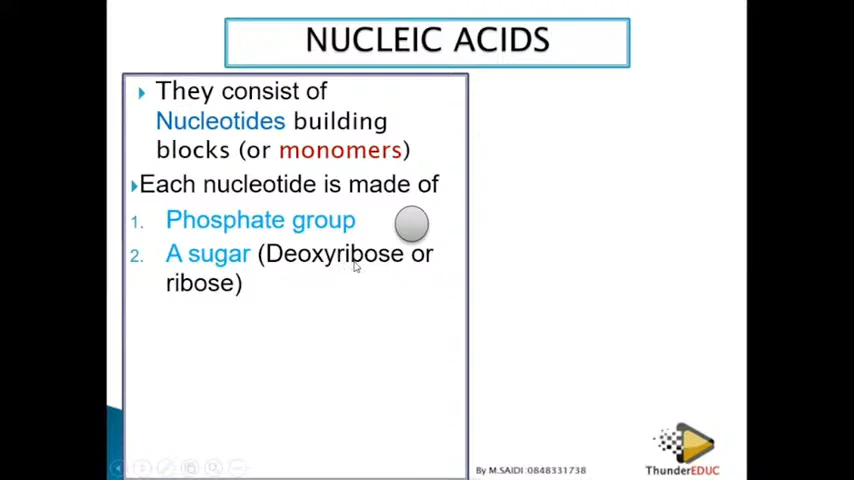 NUCLEIC ACIDS
They consist of
Nucleotides building
blocks (or monomers)
Each nucleotide is made of
1. Phosphate group
2. A sugar (Deoxyribose or
ribose)
By M.SAIDI :0848331738
ThunderEDUC